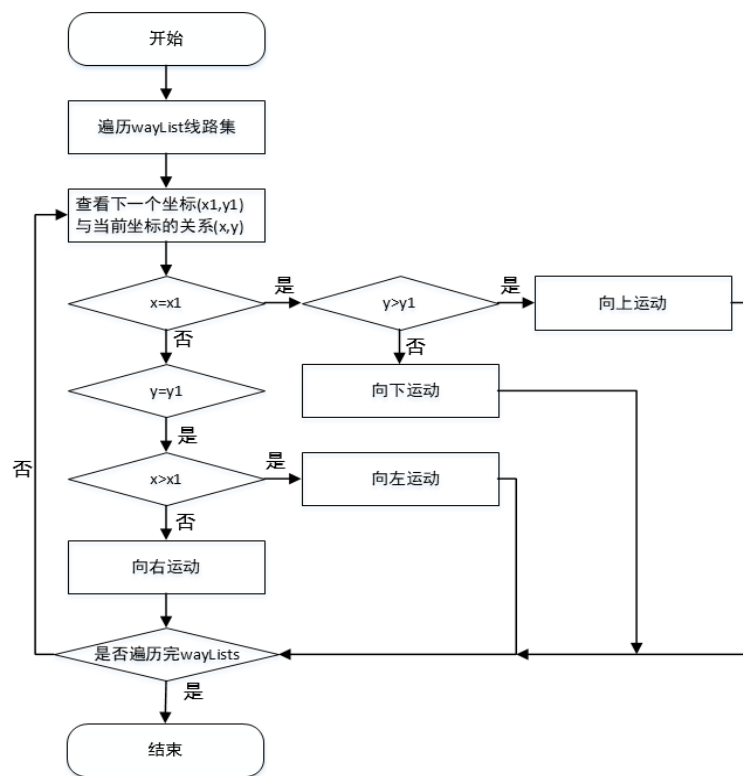 开始
遍历wayList线路集
查看下一个坐标(x1,y1)
与当前坐标的关系(x,y)
x=x1
是
y>y1
是
向上运动
否
否
y=y1
向下运动
是
x>x1
是
向左运动
否
否
向右运动
是否遍历完wayLists
是
结束